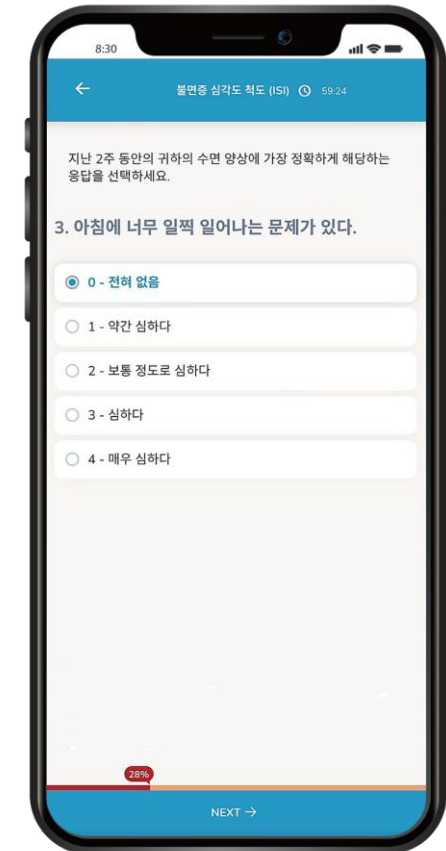 8:30
불면증 심각도 척도 (ISI) 59:24
지난 2주 동안의 귀하의 수면 양상에 가장 정확하게 해당하는
응답을 선택하세요.
3. 아침에 너무 일찍 일어나는 문제가 있다.
0 - 전혀 없음
1 - 약간 심하다
2 - 보통 정도로 심하다
3 - 심하다
4 - 매우 심하다
28%
NEXT →